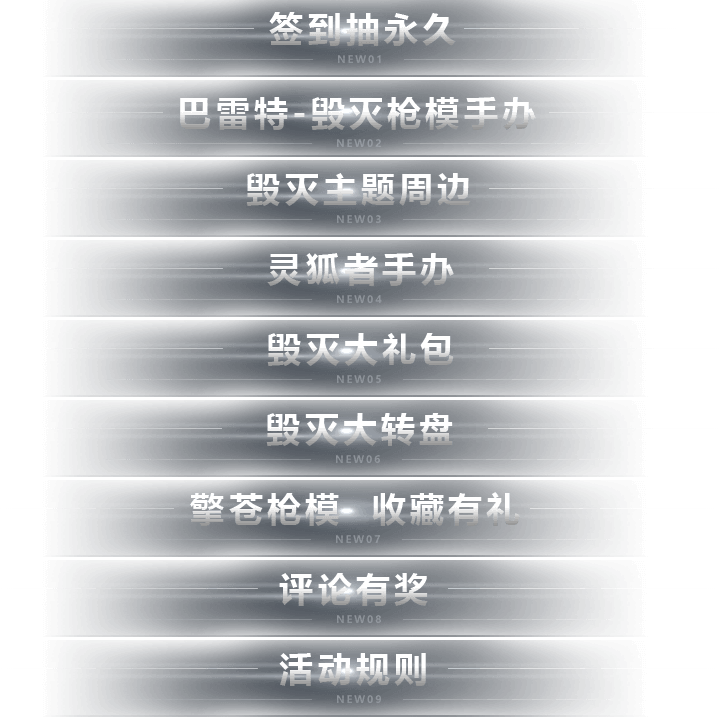 签到抽永久
NEW01
巴雷特-毁灭枪模手办
NEW02
毁灭主题周边
NEW03
灵狐者手办
NEW04
毁灭大礼包
NEW05
毁灭大转盘
NEW06
擎苍枪模 收藏有礼
NEW07
评论有奖
NEW08
活动规则
NEW09